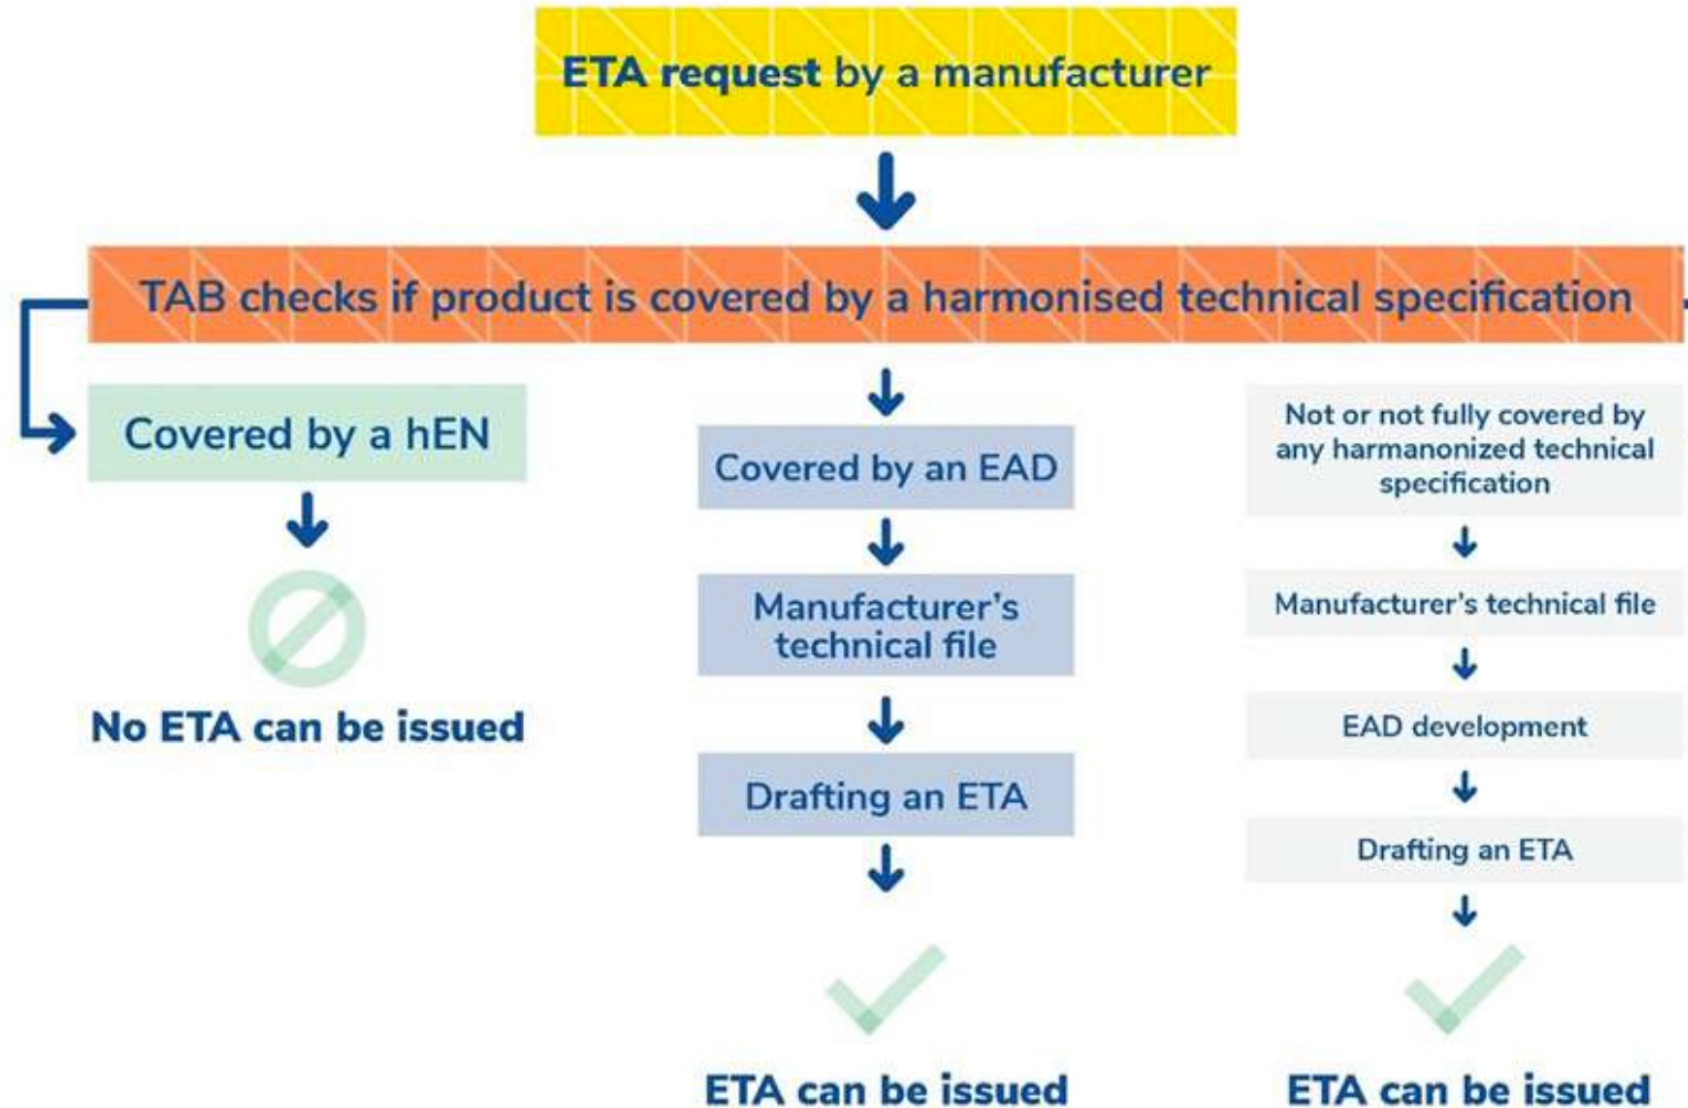 ETA request by a manufacturer
TAB checks if product is covered by a harmonised technical specification
Covered by a hEN
No ETA can be issued
Covered by an EAD
Manufacturer's
technical file
Drafting an ETA
ETA can be issued
Not or not fully covered by
any harmanonized technical
specification
Manufacturer's technical file
EAD development
Drafting an ETA
ETA can be issued